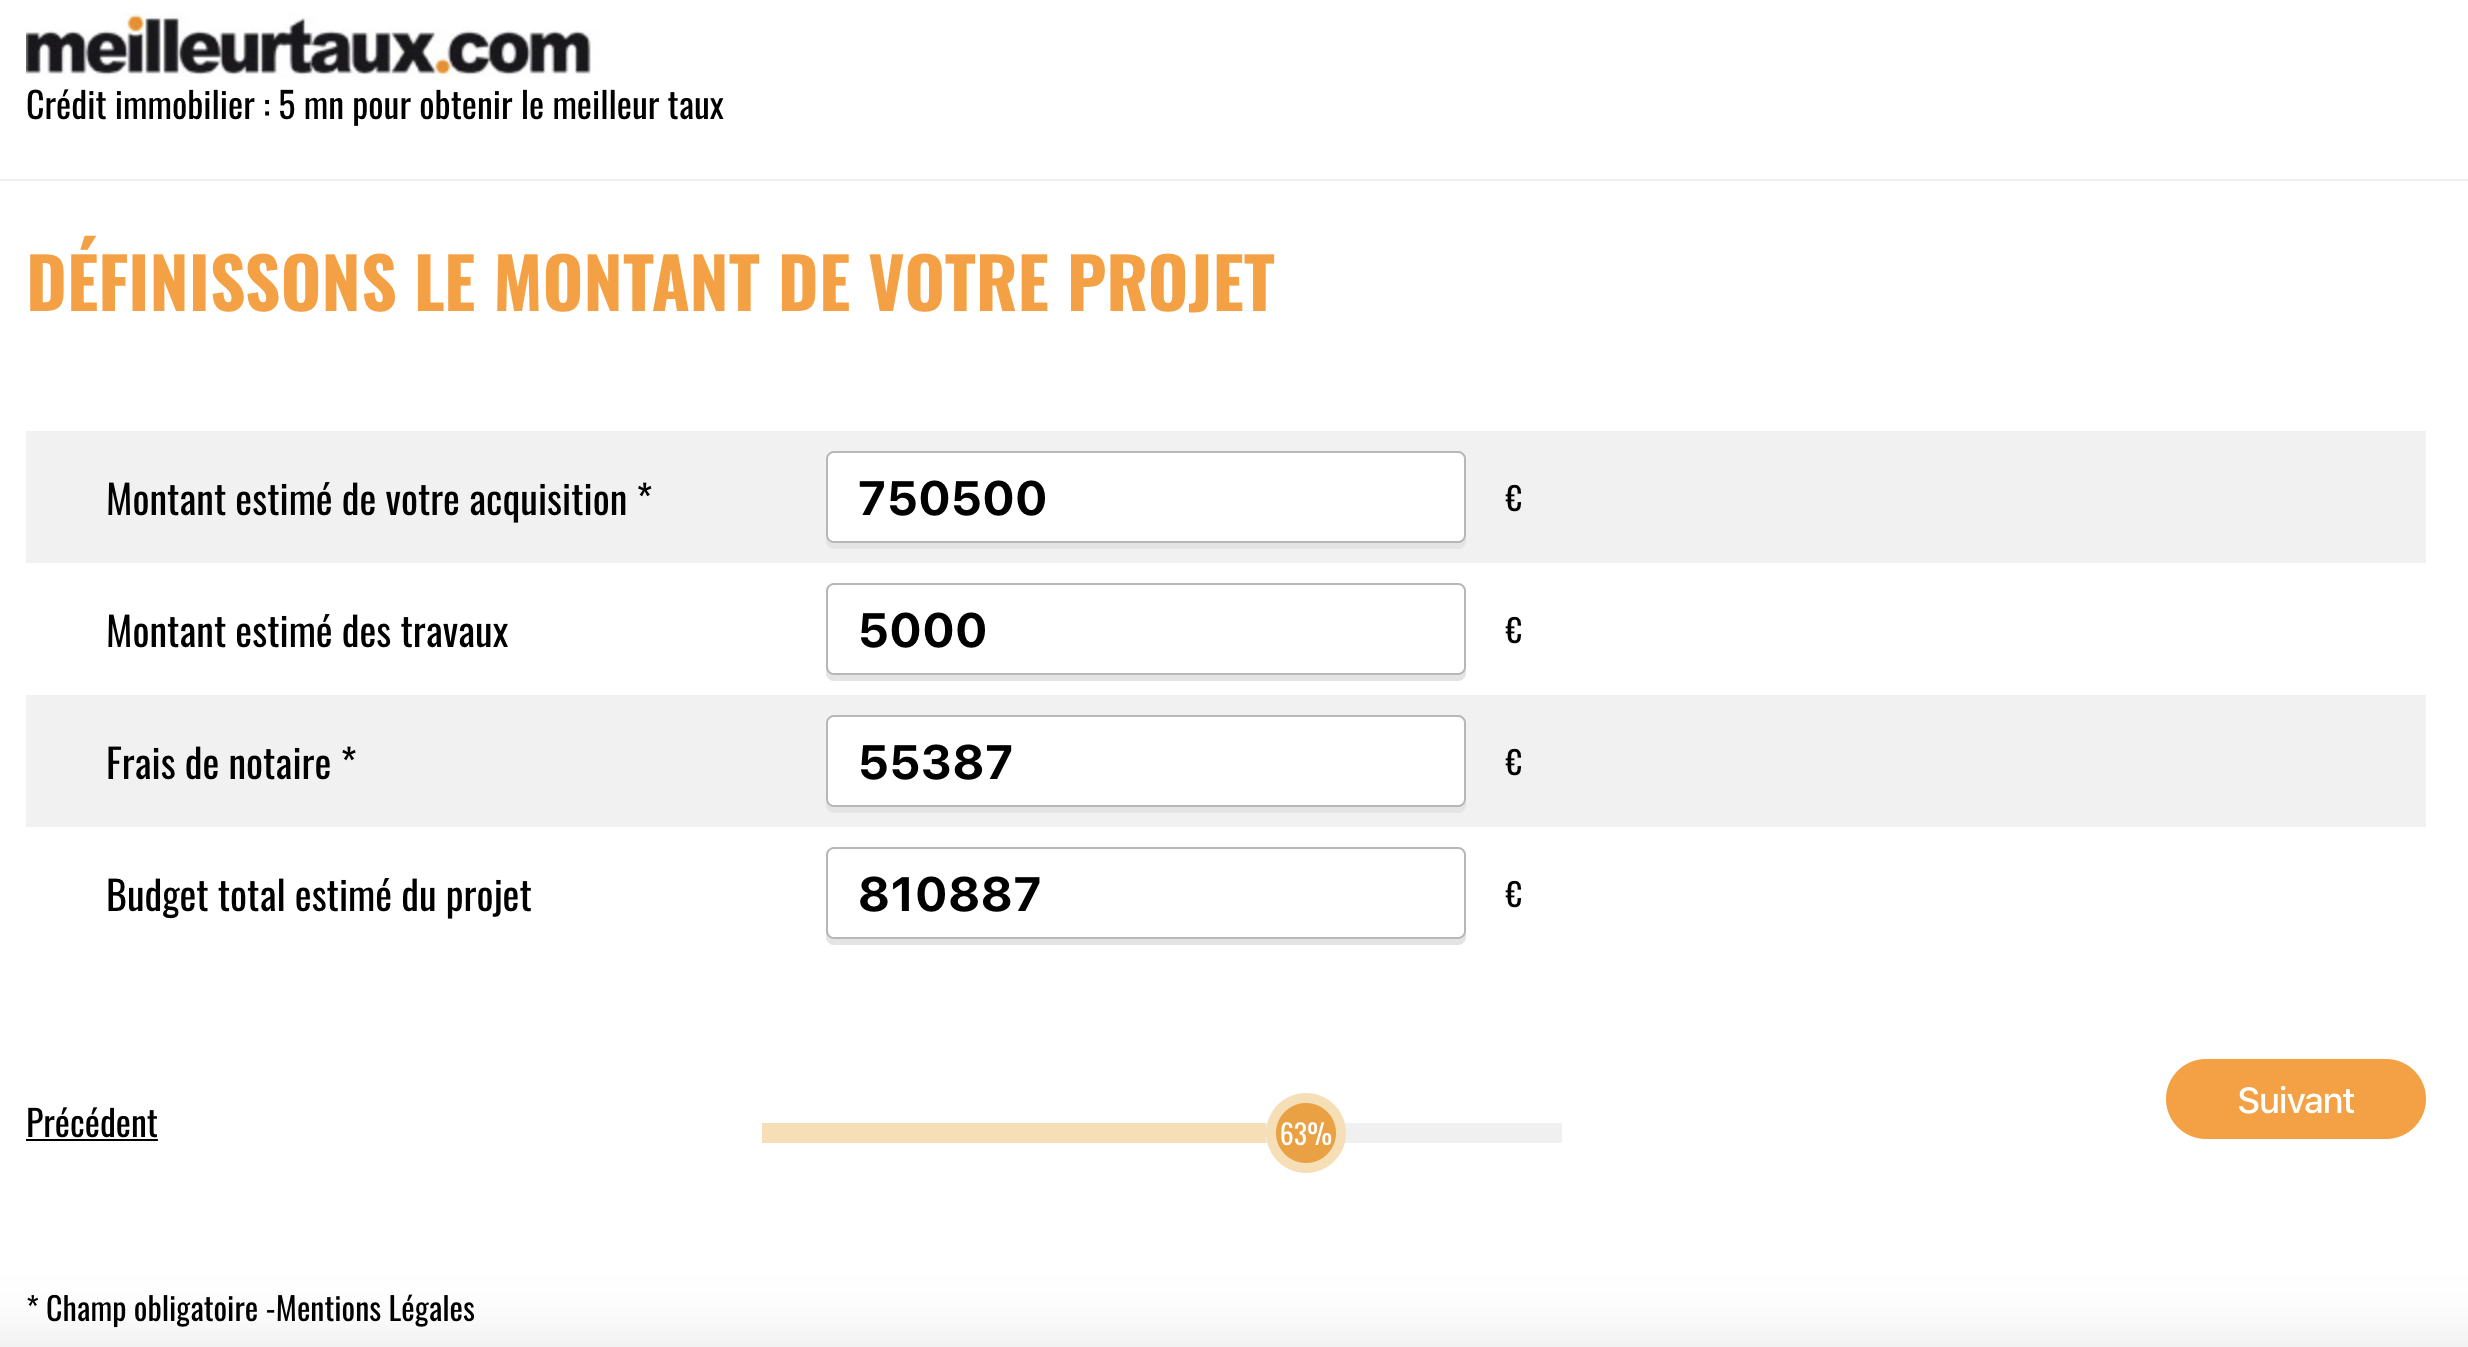 meilleurtaux.com
Crédit immobilier : 5 mn pour obtenir le meilleur taux
DÉFINISSONS LE MONTANT DE VOTRE PROJET
Montant estimé de votre acquisition * 750500 €
Montant estimé des travaux 5000 €
Frais de notaire * 55387 €
Budget total estimé du projet 810887 €
Précédent 63% Suivant
* Champ obligatoire -Mentions Légales